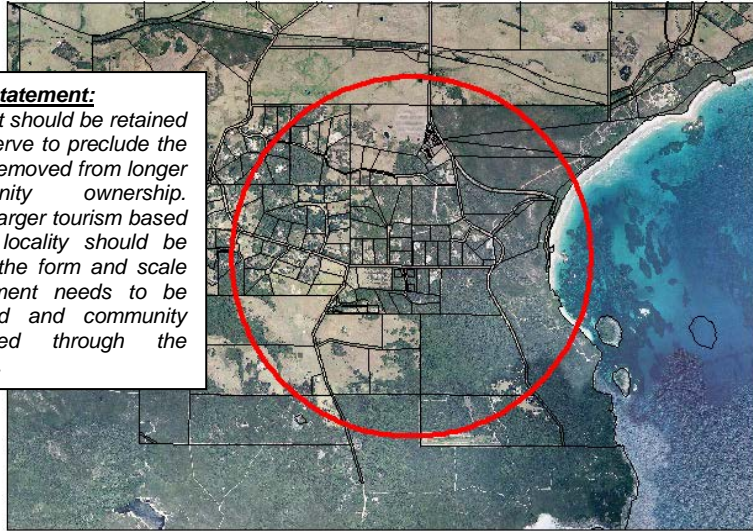 tatement:
t should be retained
erve to preclude the
removed from longer
nity ownership.
arger tourism based
locality should be
the form and scale
ment needs to be
d and community
ed through the